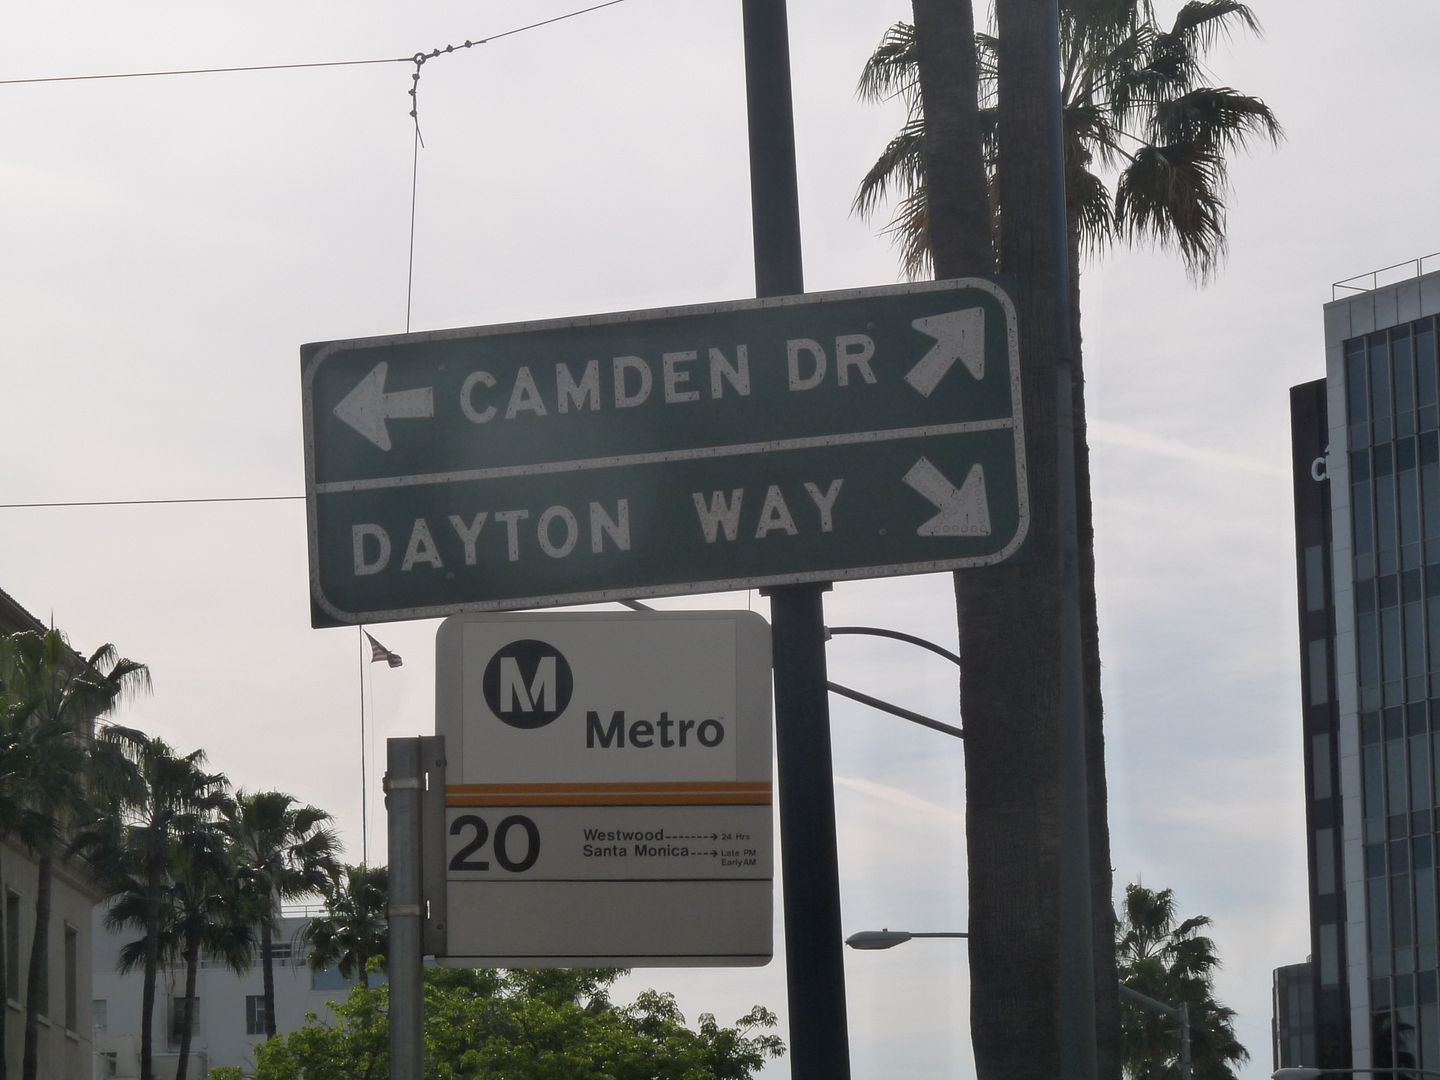 CAMDEN DR
DAYTON WAY
M
Metro
20
Westwood-------→ 24 Hrs
Santa Monica----→ Late PM
Early AM